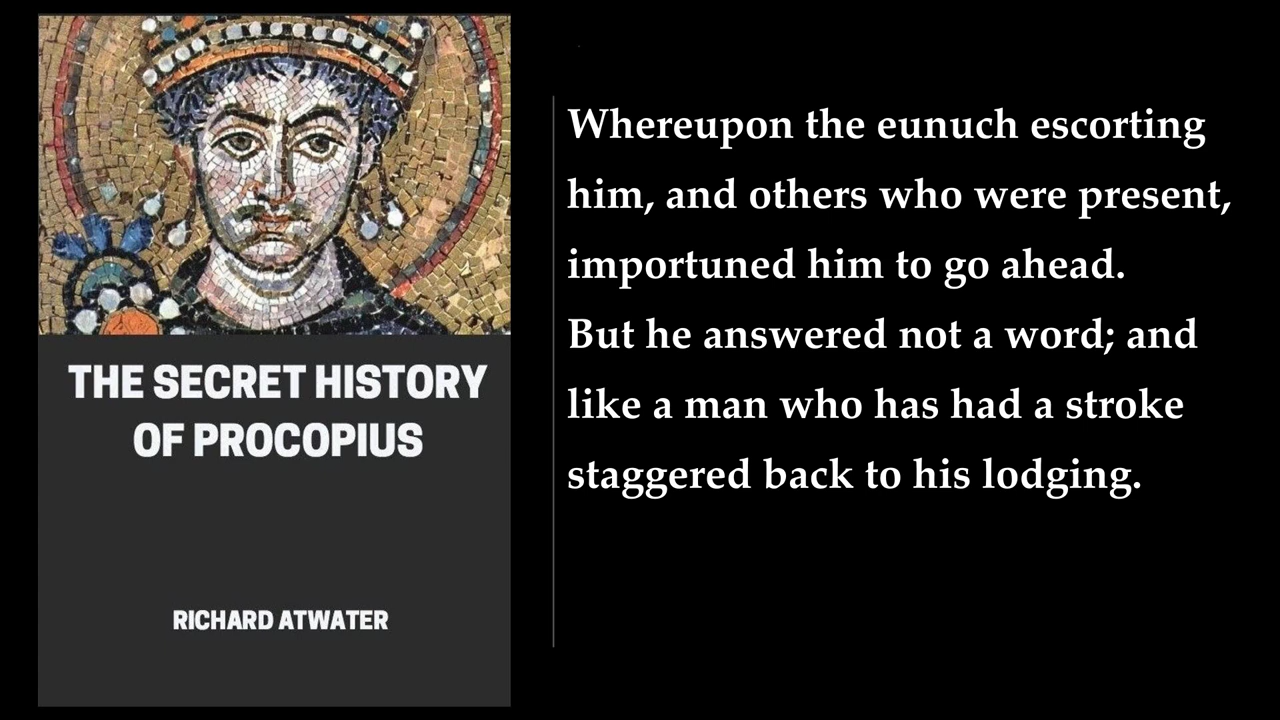 THE SECRET HISTORY
OF PROCOPIUS
RICHARD ATWATER
Whereupon the eunuch escorting
him, and others who were present,
importuned him to go ahead.
But he answered not a word; and
like a man who has had a stroke
staggered back to his lodging.